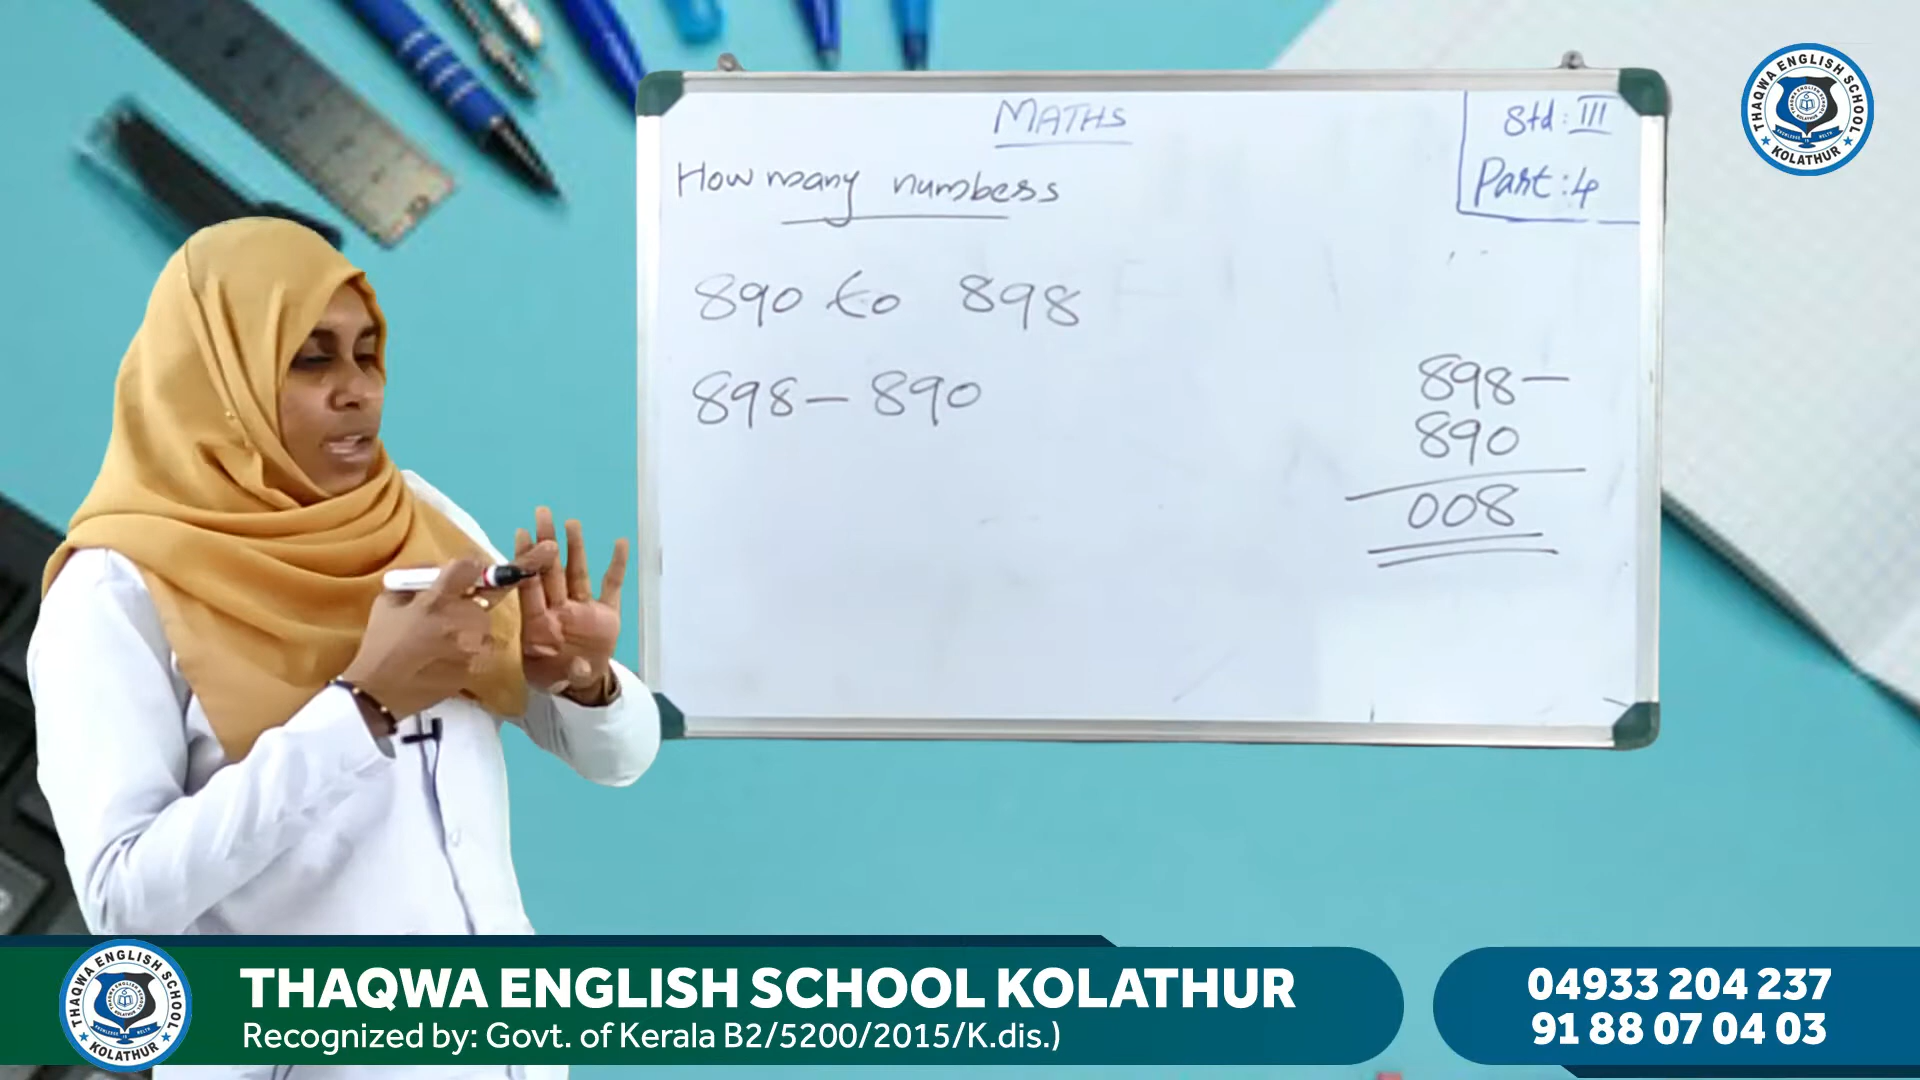 MATHS
Std: III
Part: 4
How many numbers
890 to 898
898 - 890
898 -
890
008
THAQWA ENGLISH SCHOOL
KOLATHUR
THAQWA ENGLISH SCHOOL
KOLATHUR
THAQWA ENGLISH SCHOOL KOLATHUR
Recognized by: Govt. of Kerala B2/5200/2015/K.dis.)
04933 204 237
91 88 07 04 03